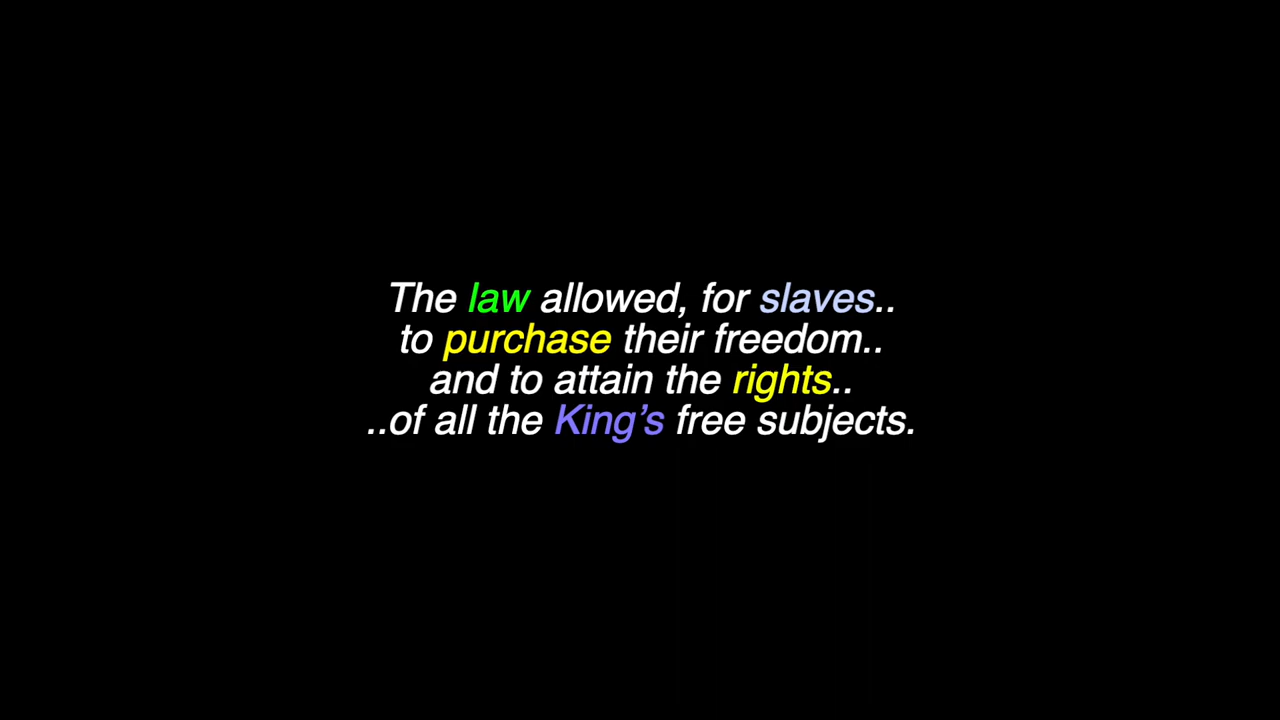 The law allowed, for slaves..
to purchase their freedom..
and to attain the rights..
..of all the King’s free subjects.